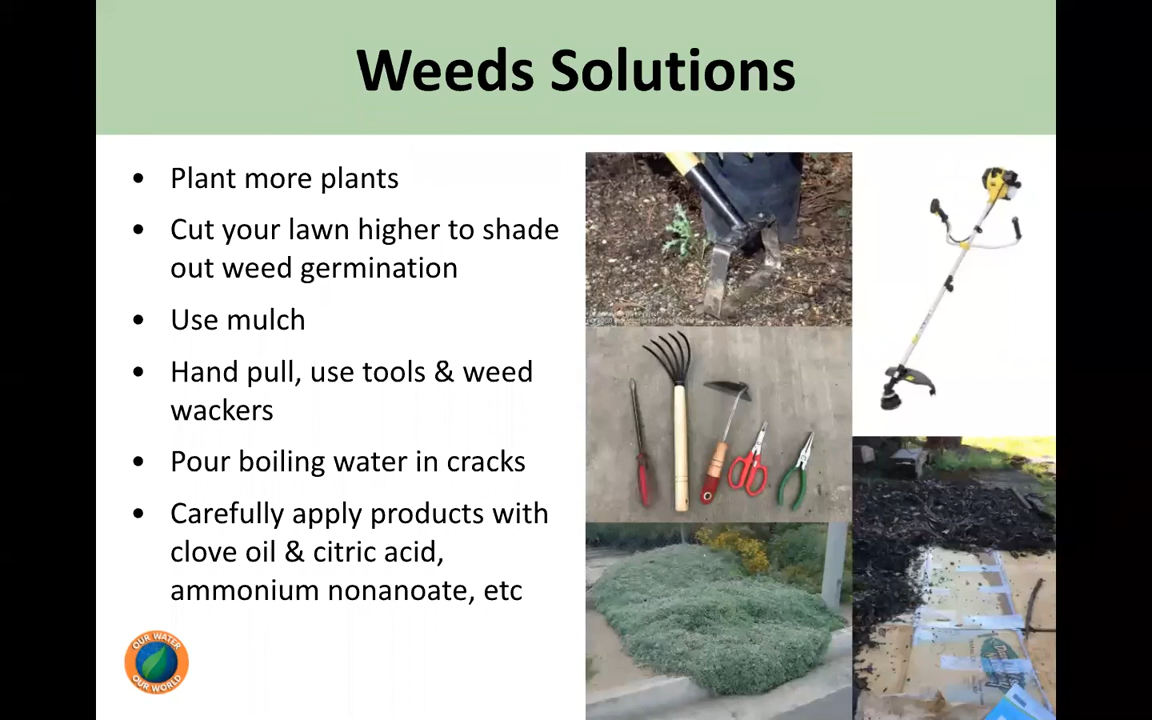 Weeds Solutions
• Plant more plants
• Cut your lawn higher to shade
out weed germination
• Use mulch
• Hand pull, use tools & weed
wackers
• Pour boiling water in cracks
• Carefully apply products with
clove oil & citric acid,
ammonium nonanoate, etc
OUR WATER
OUR WORLD